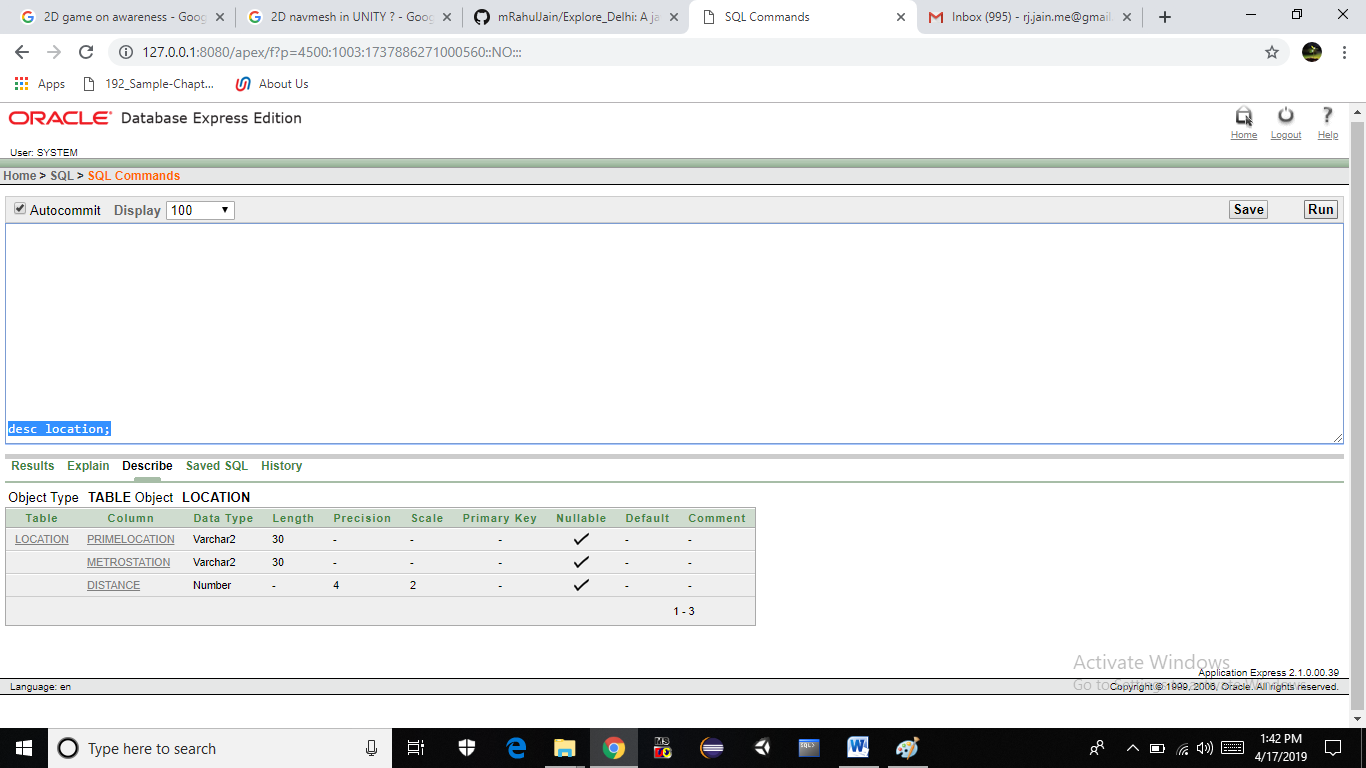 2D game on awareness - Goog
2D navmesh in UNITY ? - Goog
mRahulJain/Explore_Delhi: A ja
SQL Commands
Inbox (995) - rj.jain.me@gmail.
127.0.0.1:8080/apex/f?p=4500:1003:1737886271000560::NO:::
Apps 192_Sample-Chapt... About Us
ORACLE Database Express Edition
Home Logout Help
User: SYSTEM
Home > SQL > SQL Commands
Autocommit Display 100 Save Run
desc location;
Results Explain Describe Saved SQL History
Object Type TABLE Object LOCATION
Table Column Data Type Length Precision Scale Primary Key Nullable Default Comment
LOCATION PRIMELOCATION Varchar2 30 - - - ✓ - -
METROSTATION Varchar2 30 - - - ✓ - -
DISTANCE Number - 4 2 - ✓ - -
1 - 3
Activate Windows
Application Express 2.1.0.00.39
Language: en
Copyright © 1999, 2006, Oracle. All rights reserved.
Type here to search
1:42 PM
4/17/2019